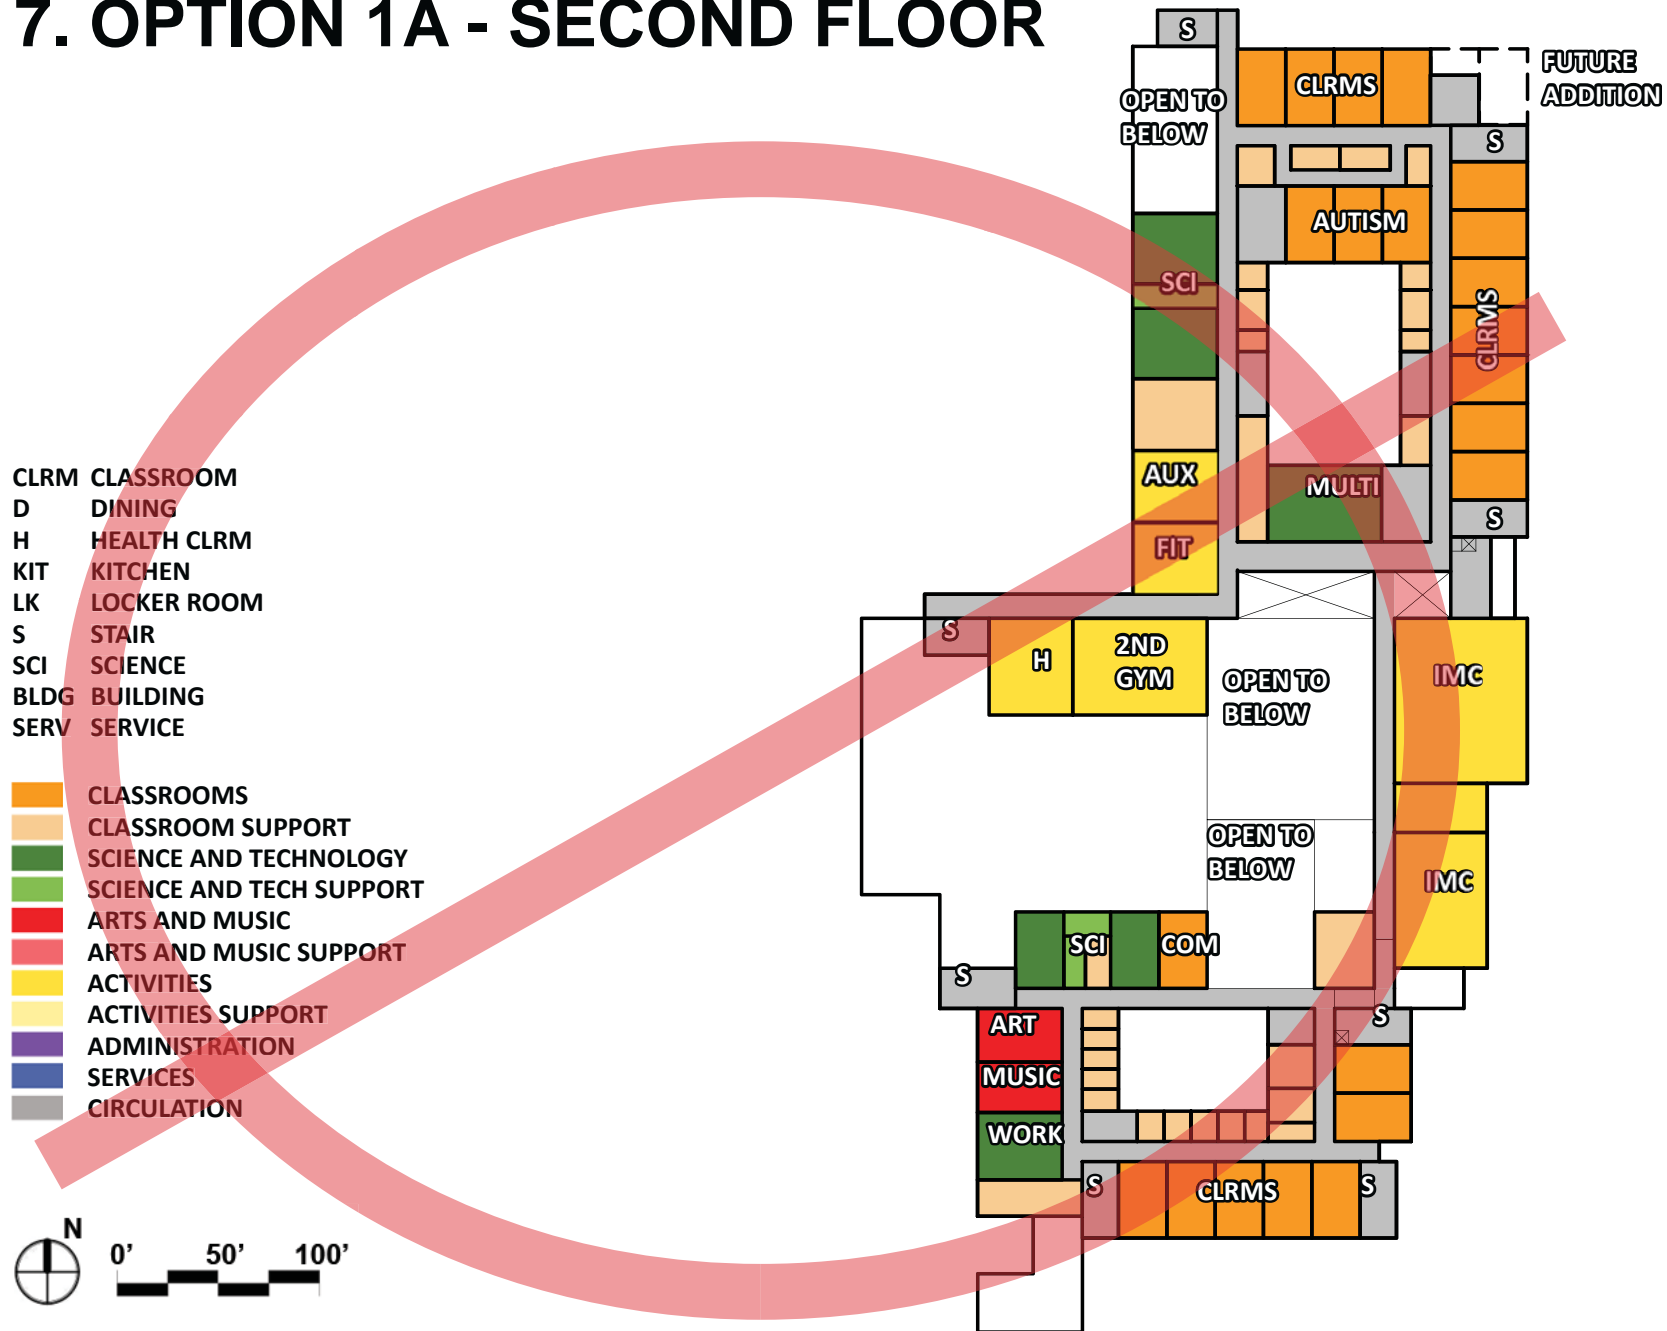 7. OPTION 1A - SECOND FLOOR
S
FUTURE
ADDITION
CLRMS
OPEN TO
BELOW
S
AUTISM
SCI
CLRMS
AUX
MULTI
S
FIT
CLRM CLASSROOM
D DINING
H HEALTH CLRM
KIT KITCHEN
LK LOCKER ROOM
S STAIR
SCI SCIENCE
BLDG BUILDING
SERV SERVICE
S
H
2ND
GYM
OPEN TO
BELOW
IMC
OPEN TO
BELOW
IMC
CLASSROOMS
CLASSROOM SUPPORT
SCIENCE AND TECHNOLOGY
SCIENCE AND TECH SUPPORT
ARTS AND MUSIC
ARTS AND MUSIC SUPPORT
ACTIVITIES
ACTIVITIES SUPPORT
ADMINISTRATION
SERVICES
CIRCULATION
SCI
COM
S
ART
S
MUSIC
WORK
S
CLRMS
S
N
0' 50' 100'